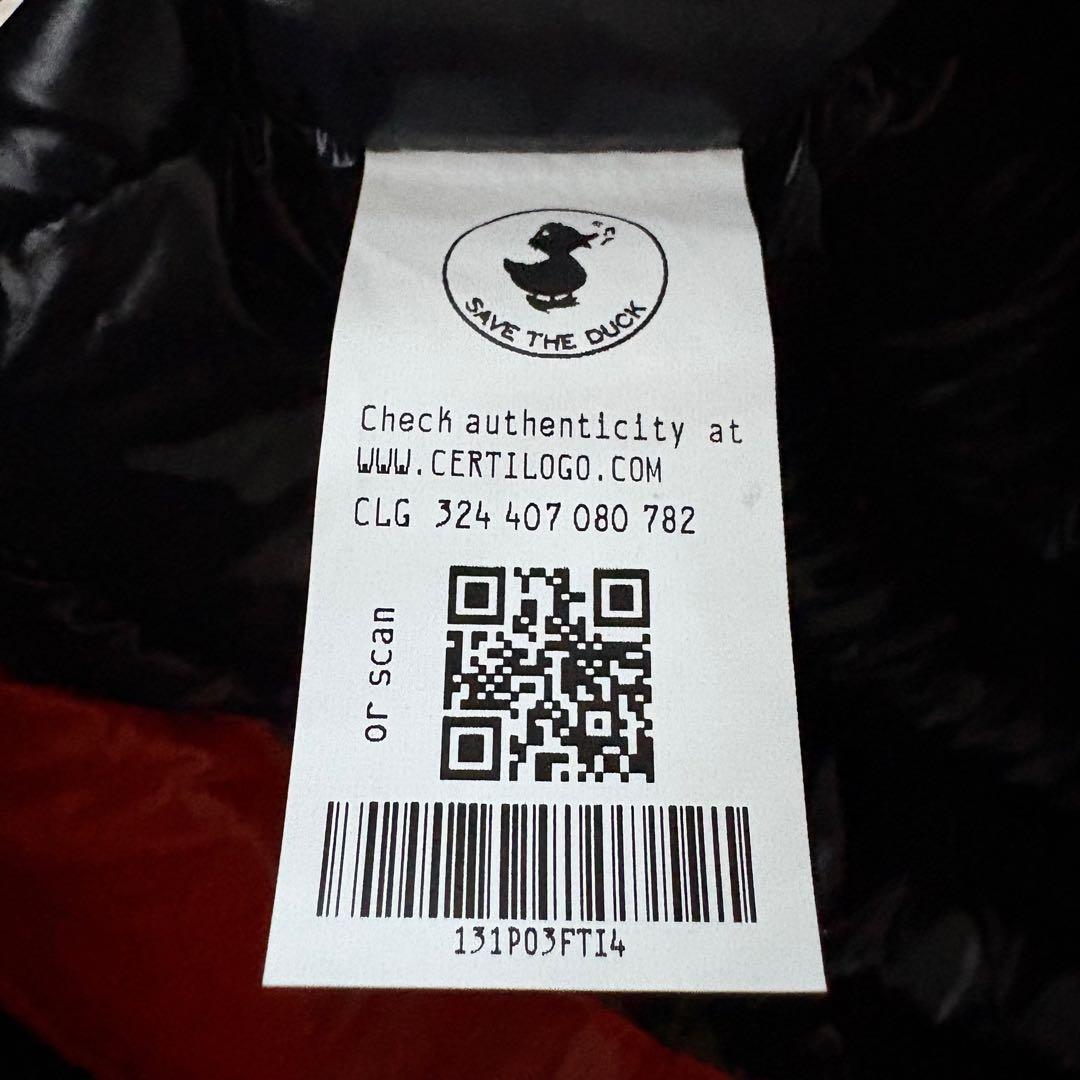 SAVE THE DUCK
Check authenticity at
WWW.CERTILOGO.COM
CLG 324 407 080 782
or scan
131P03FTI4